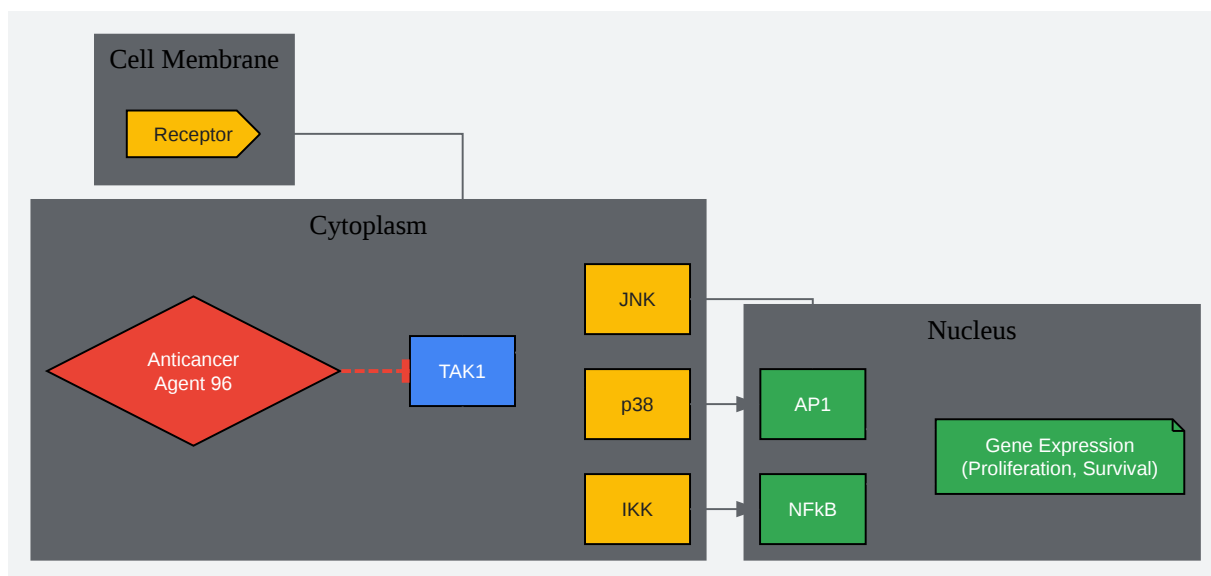 Cell Membrane
Receptor
Cytoplasm
JNK
Anticancer
Agent 96
TAK1
p38
IKK
Nucleus
AP1
NFkB
Gene Expression
(Proliferation, Survival)